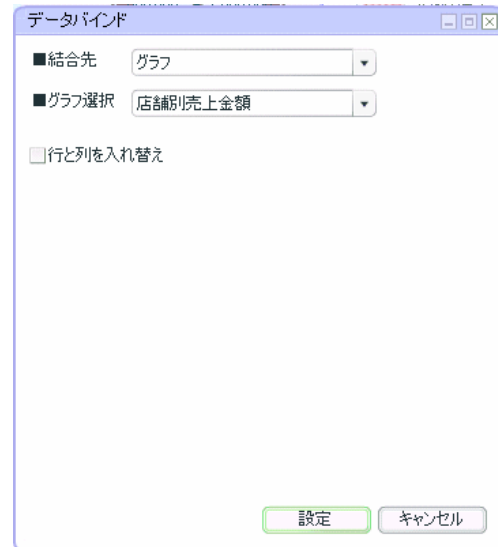 データバインド
■結合先 グラフ
■グラフ選択 店舗別売上金額
行と列を入れ替え
設定 キャンセル